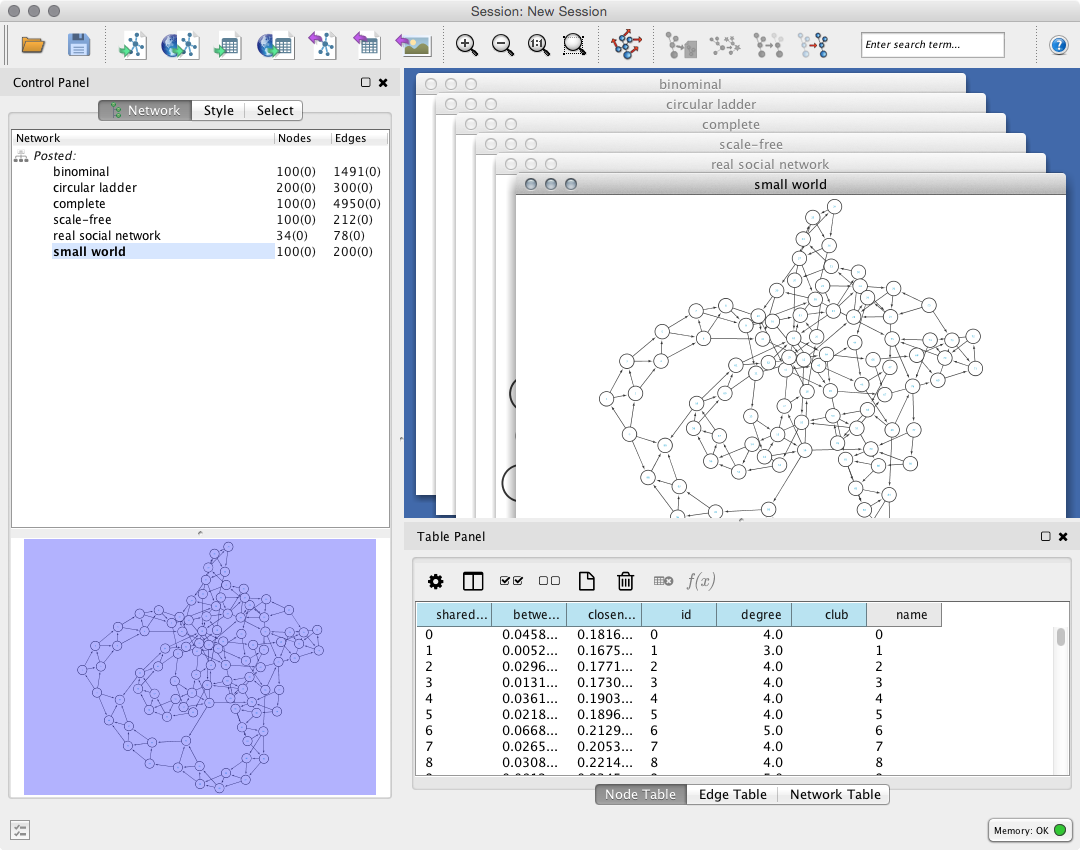 Session: New Session
Enter search term...
Control Panel
Network Style Select
Network Nodes Edges
Posted:
binominal 100(0) 1491(0)
circular ladder 200(0) 300(0)
complete 100(0) 4950(0)
scale-free 100(0) 212(0)
real social network 34(0) 78(0)
small world 100(0) 200(0)
binominal
circular ladder
complete
scale-free
real social network
small world
Table Panel
f(x)
shared... betwe... closen... id degree club name
0 0.0458... 0.1816... 0 4.0 0
1 0.0052... 0.1675... 1 3.0 1
2 0.0296... 0.1771... 2 4.0 2
3 0.0131... 0.1730... 3 4.0 3
4 0.0361... 0.1903... 4 4.0 4
5 0.0218... 0.1896... 5 4.0 5
6 0.0668... 0.2129... 6 5.0 6
7 0.0265... 0.2053... 7 4.0 7
8 0.0308... 0.2214... 8 4.0 8
Node Table Edge Table Network Table
Memory: OK